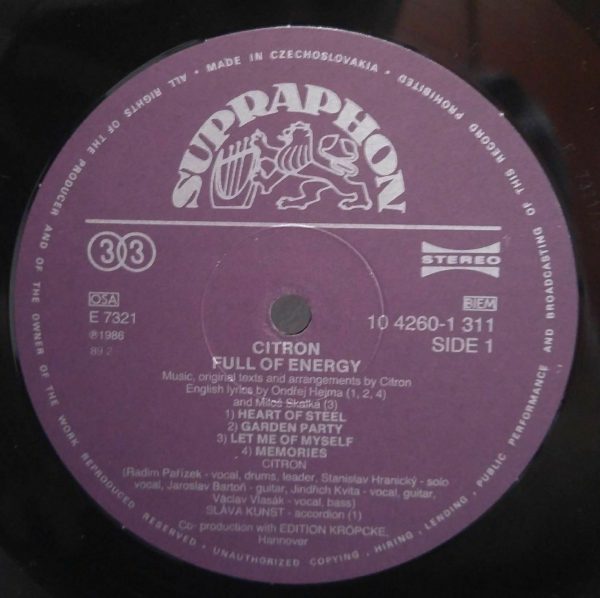 ALL RIGHTS OF THE PRODUCER AND OF THE OWNER OF THE WORK REPRODUCED RESERVED • UNAUTHORIZED COPYING • HIRING • LENDING • PUBLIC PERFORMANCE AND BROADCASTING OF THIS RECORD PROHIBITED • MADE IN CZECHOSLOVAKIA •
SUPRAPHON
33
STEREO
OSA
BIEM
E 7321
10 4260-1 311
℗1986
SIDE 1
89 2
CITRON
FULL OF ENERGY
Music, original texts and arrangements by Citron
English lyrics by Ondřej Hejma (1, 2, 4)
and Miloš Skalka (3)
1) HEART OF STEEL
2) GARDEN PARTY
3) LET ME OF MYSELF
4) MEMORIES
CITRON
(Radim Pařízek - vocal, drums, leader, Stanislav Hranický - solo
vocal, Jaroslav Bartoň - guitar, Jindřich Kvita - vocal, guitar,
Václav Vlasák - vocal, bass)
SLÁVA KUNST - accordion (1)
Co- production with EDITION KRÖPCKE,
Hannover